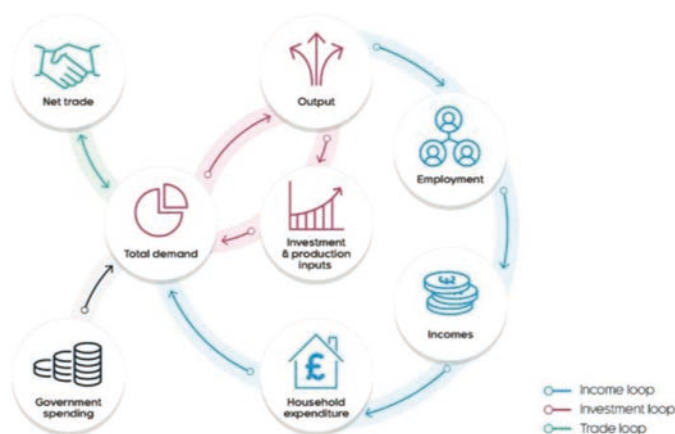 Net trade
Output
Employment
Total demand
Investment
& production
inputs
Incomes
Government
spending
£
Household
expenditure
Income loop
Investment loop
Trade loop